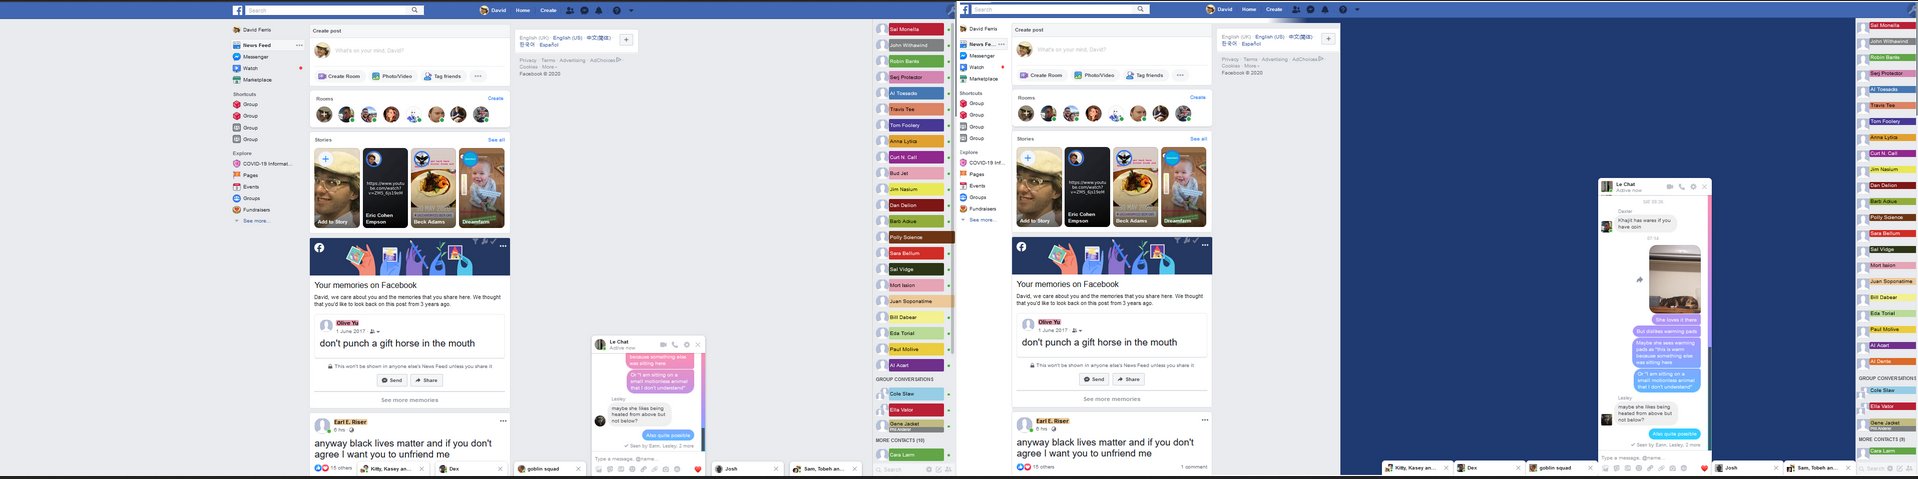 Search
David Home Create
David Ferris
News Feed
Messenger
Watch
Marketplace
Shortcuts
Group
Group
Group
Group
Explore
COVID-19 Informat...
Pages
Events
Groups
Fundraisers
See more...
Create post
What's on your mind, David?
Create Room Photo/Video Tag friends
Rooms Create
Stories See all
https://www.youtu
be.com/watch?
Add to Story
Eric Cohen
Empson
Beck Adams
Dreamfarm
Your memories on Facebook
David, we care about you and the memories that you share here. We thought
that you'd like to look back on this post from 3 years ago.
Olive Yu
1 June 2017
don't punch a gift horse in the mouth
This won't be shown in anyone else's News Feed unless you share it
Send Share
See more memories
Earl E. Riser
6 hrs
anyway black lives matter and if you don't
agree I want you to unfriend me
15 others
English (UK) · English (US) · 中文(简体) ·
한국어 · Español
Privacy · Terms · Advertising · AdChoices
Cookies · More
Facebook © 2020
Le Chat
Active now
because something else
was sitting here
Or "I am sitting on a
small motionless animal
that I don't understand"
Lesley
maybe she likes being
heated from above but
not below?
Also quite possible
Seen by Eam, Lesley, 2 more
Type a message, @name...
Kitty, Kasey an...
Dex
goblin squad
Josh
Sam, Tobeh an...
Sal Monella
John Withawind
Robin Banks
Serj Protector
Al Tossado
Travis Tee
Tom Foolery
Anna Lytics
Curt N. Call
Bud Jet
Jim Nasium
Dan Delion
Barb Adue
Polly Science
Sara Bellum
Sal Vidge
Mort Ission
Juan Soponatime
Bill Dabear
Eda Torial
Paul Molive
Al Acart
GROUP CONVERSATIONS
Cole Slaw
Ella Vator
Gene Jacket
MORE CONTACTS (10)
Cara Larm
Search
Search
David Home Create
David Ferris
News Fe...
Messenger
Watch
Marketplace
Shortcuts
Group
Group
Group
Group
Explore
COVID-19 Inf...
Pages
Events
Groups
Fundraisers
See more...
Create post
What's on your mind, David?
Create Room Photo/Video Tag friends
Rooms Create
Stories See all
https://www.youtu
be.com/watch?
Add to Story
Eric Cohen
Empson
Beck Adams
Dreamfarm
Your memories on Facebook
David, we care about you and the memories that you share here. We thought
that you'd like to look back on this post from 3 years ago.
Olive Yu
1 June 2017
don't punch a gift horse in the mouth
This won't be shown in anyone else's News Feed unless you share it
Send Share
See more memories
Earl E. Riser
6 hrs
anyway black lives matter and if you don't
agree I want you to unfriend me
15 others 1 comment
English (UK) · English (US) · 中文(简体) ·
한국어 · Español
Privacy · Terms · Advertising · AdChoices
Cookies · More
Facebook © 2020
Le Chat
Active now
Khajit has wares if you
have coin
She loves it there
But dislikes warming pads
Maybe she sees warming
pads as "this is warm
because something else
was sitting here
Or "I am sitting on a
small motionless animal
that I don't understand"
Lesley
maybe she likes being
heated from above but
not below?
Also quite possible
Seen by Eam, Lesley, 2 more
Type a message, @name...
Kitty, Kasey an...
Dex
goblin squad
Josh
Sam, Tobeh an...
Sal Monella
John Withawind
Robin Banks
Serj Protector
Al Tossado
Travis Tee
Tom Foolery
Anna Lytics
Curt N. Call
Jim Nasium
Dan Delion
Barb Adue
Polly Science
Sara Bellum
Sal Vidge
Mort Ission
Juan Soponatime
Bill Dabear
Eda Torial
Paul Molive
Al Acart
Al Dente
GROUP CONVERSATIONS
Cole Slaw
Ella Vator
Gene Jacket
MORE CONTACTS (9)
Cara Larm
Search